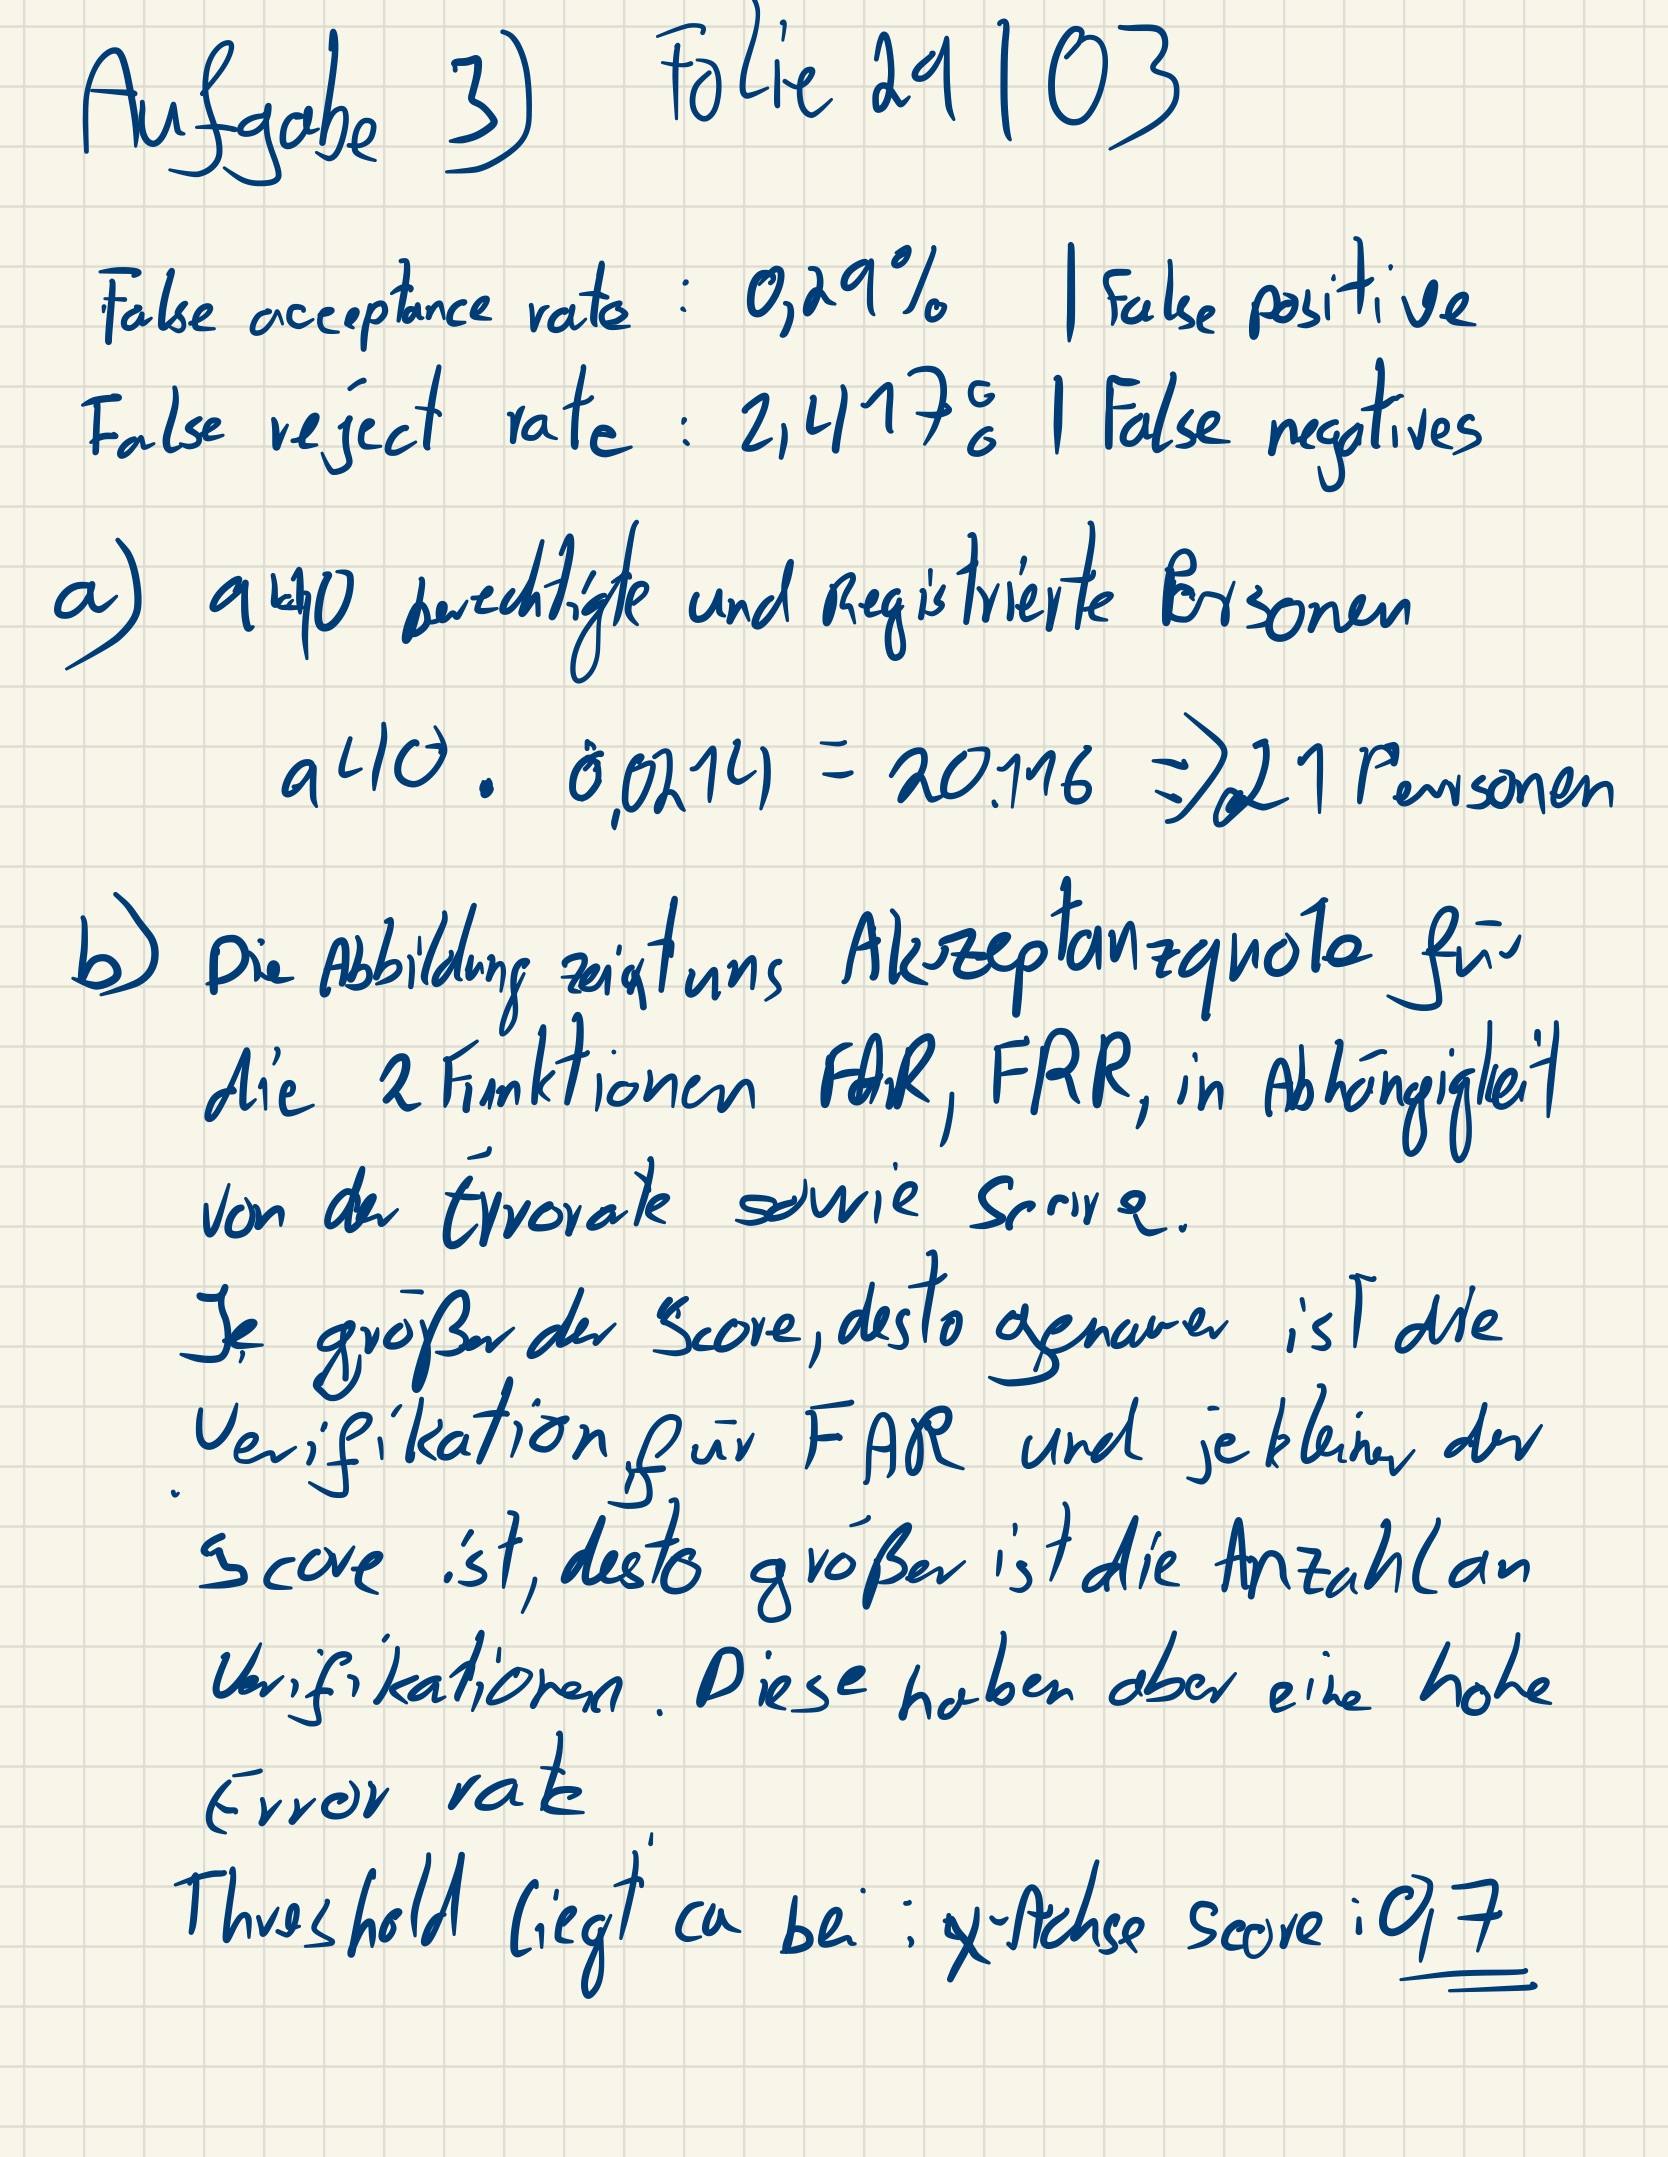 Aufgabe 3) Folie 29 | 03
False acceptance rate : 0,29% | False positive
False reject rate : 2,417% | False negatives
a) 940 berechtigte und Registrierte Personen
940 . 0,0214 = 20.116 => 21 Personen
b) Die Abbildung zeigt uns Akzeptanzquote für
die 2 Funktionen FAR, FRR, in Abhängigkeit
von der Errorate sowie
Je größer der Score, desto genauer ist die
Verifikation für FAR und je kleiner der
Score ist, desto größer ist die Anzahl an
Verifikationen. Diese haben aber eine hohe
Error rate
Threshold liegt ca bei : x-Achse Score : 0,7